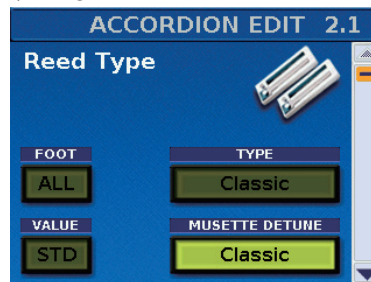 ACCORDION EDIT 2.1
Reed Type
FOOT TYPE
ALL Classic
VALUE MUSETTE DETUNE
STD Classic